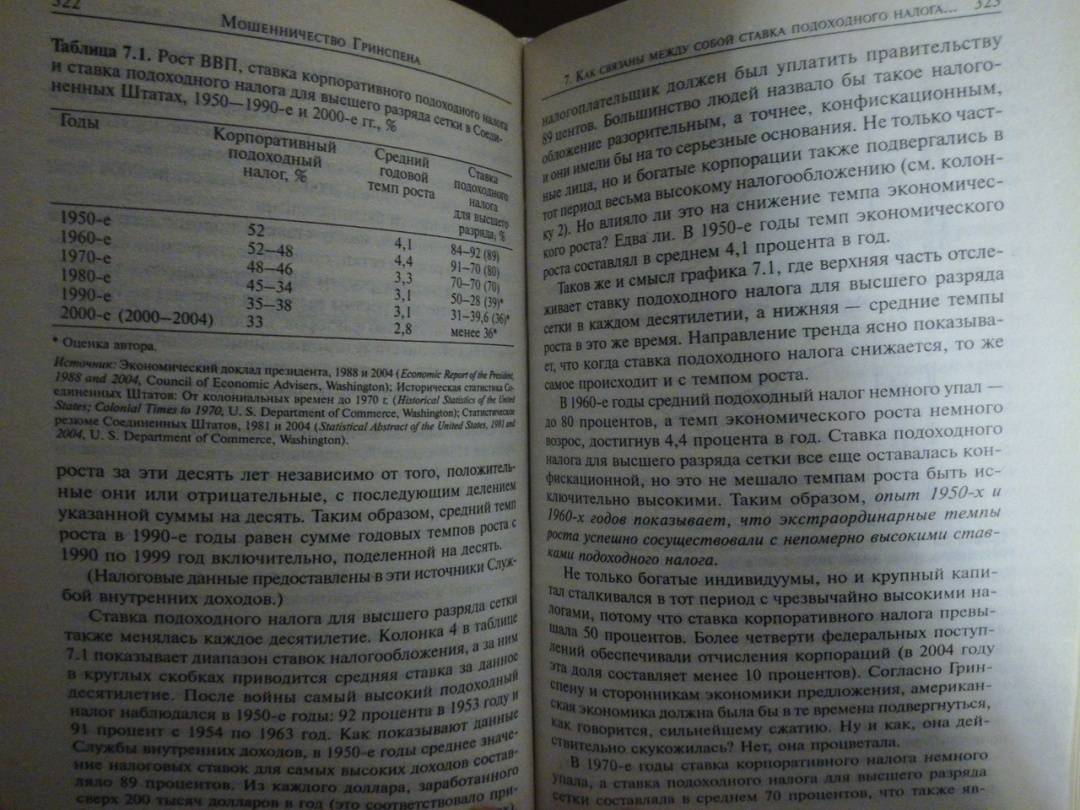 322
Мошенничество Гринспена
Таблица 7.1. Рост ВВП, ставка корпоративного подоходного налога
и ставка подоходного налога для высшего разряда сетки в Соеди-
ненных Штатах, 1950—1990-е и 2000-е гг., %
Годы Корпоративный подоходный налог, % Средний годовой темп роста Ставка подоходного налога для высшего разряда, %
1950-е 52 4,1 84–92 (89)
1960-е 52–48 4,4 91–70 (80)
1970-е 48–46 3,3 70–70 (70)
1980-е 45–34 3,1 50–28 (39)*
1990-е 35–38 3,1 31–39,6 (36)*
2000-е (2000–2004) 33 2,8 менее 36*
* Оценка автора.
Источник: Экономический доклад президента, 1988 и 2004 (Economic Report of the President,
1988 and 2004, Council of Economic Advisers, Washington); Историческая статистика Со-
единенных Штатов: От колониальных времен до 1970 г. (Historical Statistics of the United
States; Colonial Times to 1970, U. S. Department of Commerce, Washington); Статистическое
резюме Соединенных Штатов, 1981 и 2004 (Statistical Abstract of the United States, 1981 and
2004, U. S. Department of Commerce, Washington).
роста за эти десять лет независимо от того, положитель-
ные они или отрицательные, с последующим делением
указанной суммы на десять. Таким образом, средний темп
роста в 1990-е годы равен сумме годовых темпов роста с
1990 по 1999 год включительно, поделенной на десять.
(Налоговые данные предоставлены в эти источники Служ-
бой внутренних доходов.)
Ставка подоходного налога для высшего разряда сетки
также менялась каждое десятилетие. Колонка 4 в таблице
7.1 показывает диапазон ставок налогообложения, а за ним
в круглых скобках приводится средняя ставка за данное
десятилетие. После войны самый высокий подоходный
налог наблюдался в 1950-е годы: 92 процента в 1953 году и
91 процент с 1954 по 1963 год. Как показывают данные
Службы внутренних доходов, в 1950-е годы среднее значе-
ние налоговых ставок для самых высоких доходов состав-
ляло 89 процентов. Из каждого доллара, заработанного
сверх 200 тысяч долларов в год (это соответствовало при-
7. Как связаны между собой ставка подоходного налога... 323
налогоплательщик должен был уплатить правительству
89 центов. Большинство людей назвало бы такое налого-
обложение разорительным, а точнее, конфискационным,
и они имели бы на то серьезные основания. Не только част-
ные лица, но и богатые корпорации также подвергались в
тот период весьма высокому налогообложению (см. колон-
ку 2). Но влияло ли это на снижение темпа экономичес-
кого роста? Едва ли. В 1950-е годы темп экономического
роста составлял в среднем 4,1 процента в год.
Таков же и смысл графика 7.1, где верхняя часть отсле-
живает ставку подоходного налога для высшего разряда
сетки в каждом десятилетии, а нижняя — средние темпы
роста в это же время. Направление тренда ясно показыва-
ет, что когда ставка подоходного налога снижается, то же
самое происходит и с темпом роста.
В 1960-е годы средний подоходный налог немного упал —
до 80 процентов, а темп экономического роста немного
возрос, достигнув 4,4 процента в год. Ставка подоходного
налога для высшего разряда сетки все еще оставалась кон-
фискационной, но это не мешало темпам роста быть ис-
ключительно высокими. Таким образом, опыт 1950-х и
1960-х годов показывает, что экстраординарные темпы
роста успешно сосуществовали с непомерно высокими став-
ками подоходного налога.
Не только богатые индивидуумы, но и крупный капи-
тал сталкивался в тот период с чрезвычайно высокими на-
логами, потому что ставка корпоративного налога превы-
шала 50 процентов. Более четверти федеральных поступ-
лений обеспечивали отчисления корпораций (в 2004 году
эта доля составляет менее 10 процентов). Согласно Грин-
спену и сторонникам экономики предложения, американ-
ская экономика должна была бы в те времена подвергнуться,
как говорится, сильнейшему сжатию. Ну и как, она дей-
ствительно скукожилась? Нет, она процветала.
В 1970-е годы ставка корпоративного налога немного
упала, а ставка подоходного налога для высшего разряда
сетки составляла в среднем 70 процентов, что также яв-